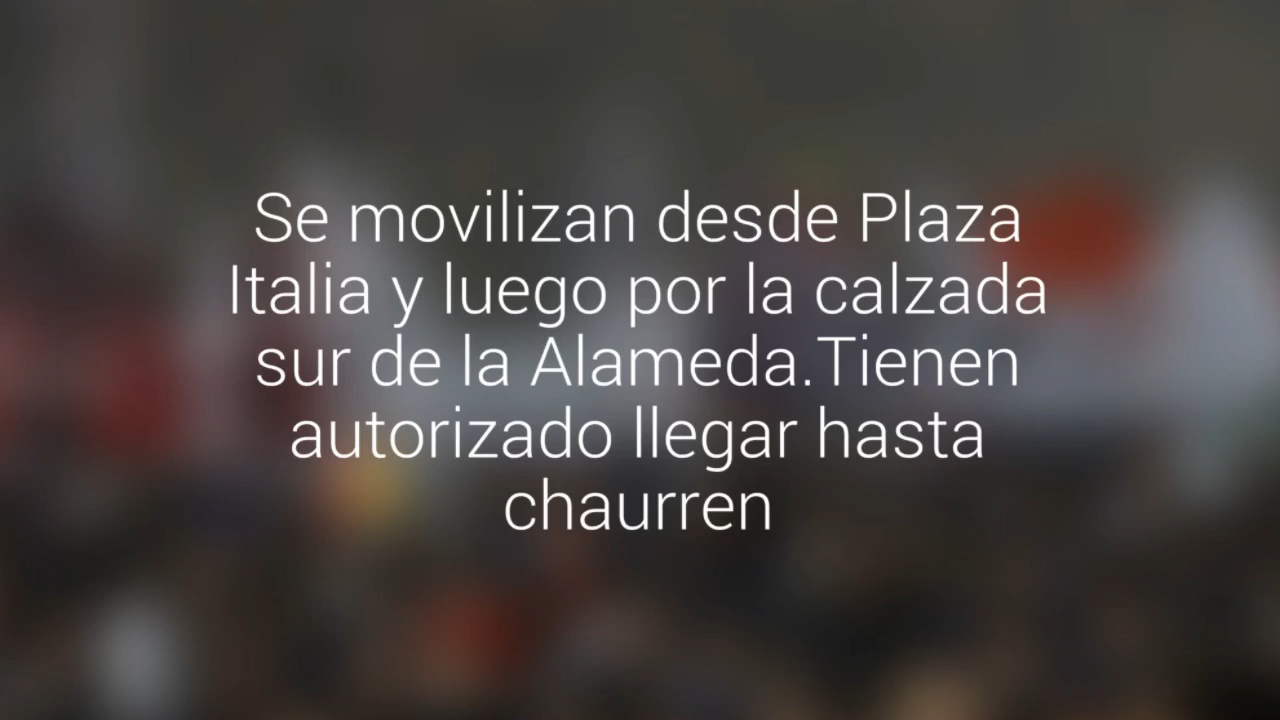 Se movilizan desde Plaza
Italia y luego por la calzada
sur de la Alameda.Tienen
autorizado llegar hasta
chaurren